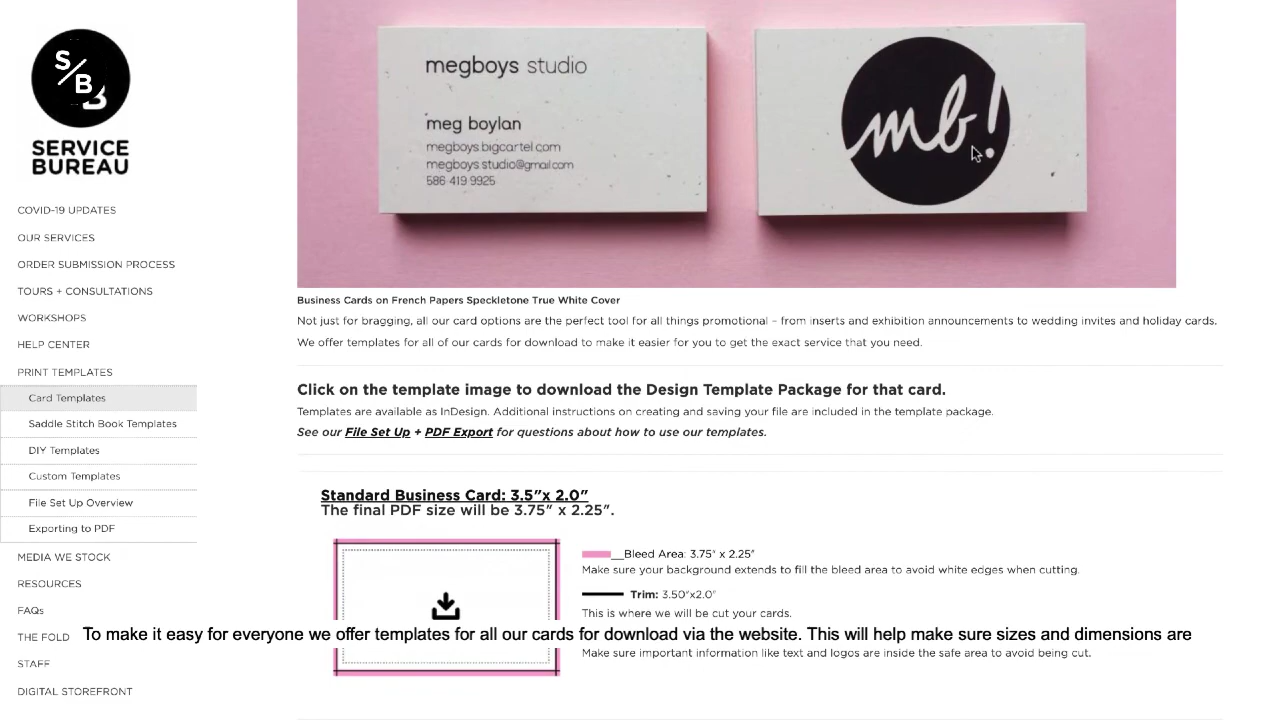 S/B
SERVICE
BUREAU
COVID-19 UPDATES
OUR SERVICES
ORDER SUBMISSION PROCESS
TOURS + CONSULTATIONS
WORKSHOPS
HELP CENTER
PRINT TEMPLATES
Card Templates
Saddle Stitch Book Templates
DIY Templates
Custom Templates
File Set Up Overview
Exporting to PDF
MEDIA WE STOCK
RESOURCES
FAQs
THE FOLD
STAFF
DIGITAL STOREFRONT
megboys studio
meg boylan
megboys.bigcartel.com
megboys.studio@gmail.com
586 419 9925
mb!
Business Cards on French Papers Speckletone True White Cover
Not just for bragging, all our card options are the perfect tool for all things promotional – from inserts and exhibition announcements to wedding invites and holiday cards.
We offer templates for all of our cards for download to make it easier for you to get the exact service that you need.
Click on the template image to download the Design Template Package for that card.
Templates are available as InDesign. Additional instructions on creating and saving your file are included in the template package.
See our File Set Up + PDF Export for questions about how to use our templates.
Standard Business Card: 3.5"x 2.0"
The final PDF size will be 3.75" x 2.25".
__Bleed Area: 3.75" x 2.25"
Make sure your background extends to fill the bleed area to avoid white edges when cutting.
Trim: 3.50"x2.0"
This is where we will be cut your cards.
To make it easy for everyone we offer templates for all our cards for download via the website. This will help make sure sizes and dimensions are
Make sure important information like text and logos are inside the safe area to avoid being cut.